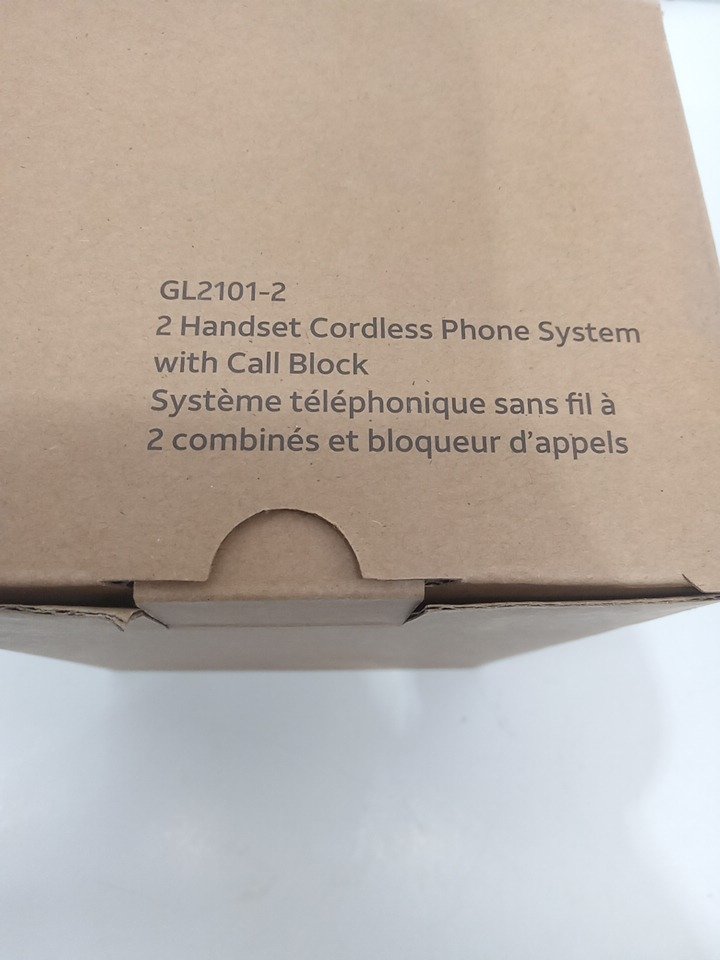 GL2101-2
2 Handset Cordless Phone System
with Call Block
Système téléphonique sans fil à
2 combinés et bloqueur d'appels